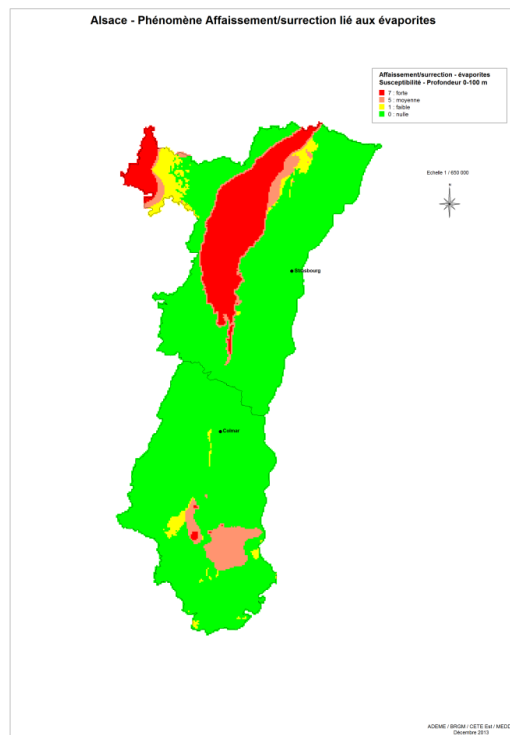 Alsace - Phénomène Affaissement/surrection lié aux évaporites
Affaissement/surrection - évaporites
Susceptibilité - Profondeur 0-100 m
7 : forte
5 : moyenne
1 : faible
0 : nulle
Echelle 1 / 650 000
Strasbourg
Colmar
ADEME / BRGM / CETE Est / MEDD
Décembre 2013